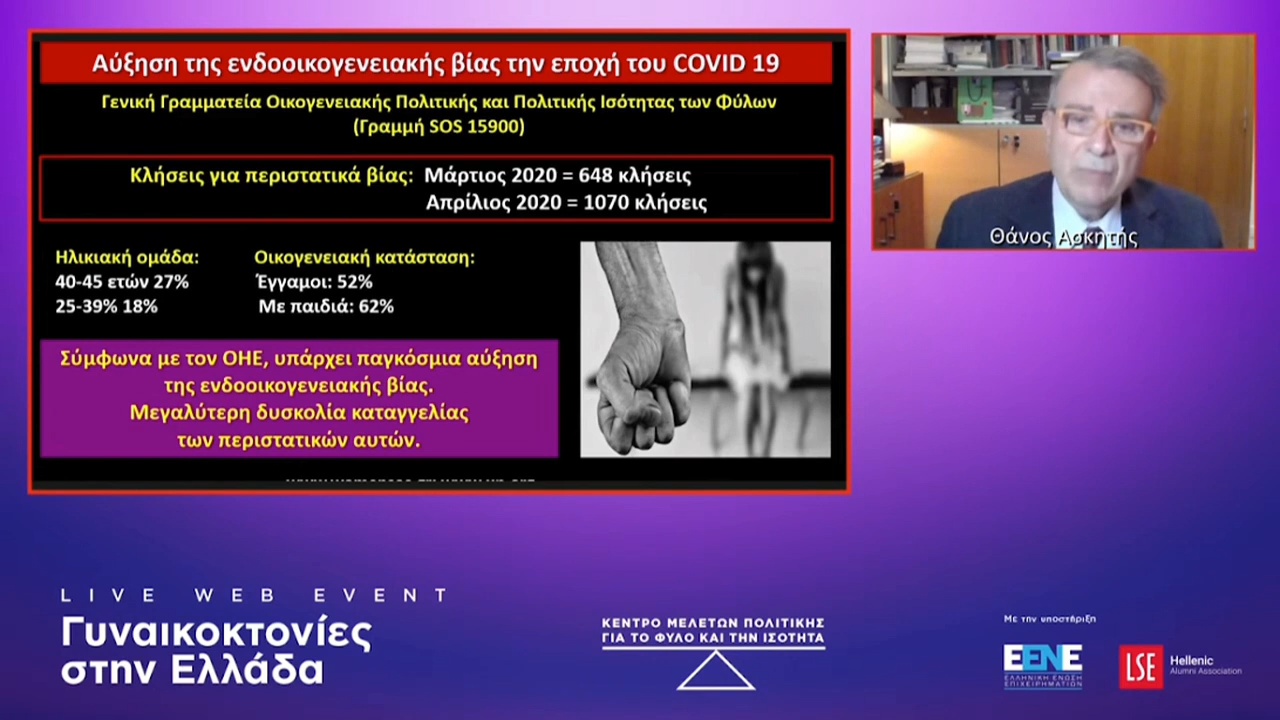 Αύξηση της ενδοοικογενειακής βίας την εποχή του COVID 19
Γενική Γραμματεία Οικογενειακής Πολιτικής και Πολιτικής Ισότητας των Φύλων
(Γραμμή SOS 15900)
Κλήσεις για περιστατικά βίας: Μάρτιος 2020 = 648 κλήσεις
Απρίλιος 2020 = 1070 κλήσεις
Ηλικιακή ομάδα: Οικογενειακή κατάσταση:
40-45 ετών 27% Έγγαμοι: 52%
25-39% 18% Με παιδιά: 62%
Σύμφωνα με τον ΟΗΕ, υπάρχει παγκόσμια αύξηση
της ενδοοικογενειακής βίας.
Μεγαλύτερη δυσκολία καταγγελίας
των περιστατικών αυτών.
Θάνος Ασκητής
LIVE WEB EVENT
Γυναικοκτονίες
στην Ελλάδα
ΚΕΝΤΡΟ ΜΕΛΕΤΩΝ ΠΟΛΙΤΙΚΗΣ
ΓΙΑ ΤΟ ΦΥΛΟ ΚΑΙ ΤΗΝ ΙΣΟΤΗΤΑ
Με την υποστήριξη
ΕΕΝΕ
ΕΛΛΗΝΙΚΗ ΕΝΩΣΗ
ΕΠΙΧΕΙΡΗΜΑΤΙΩΝ
LSE
Hellenic
Alumni Association